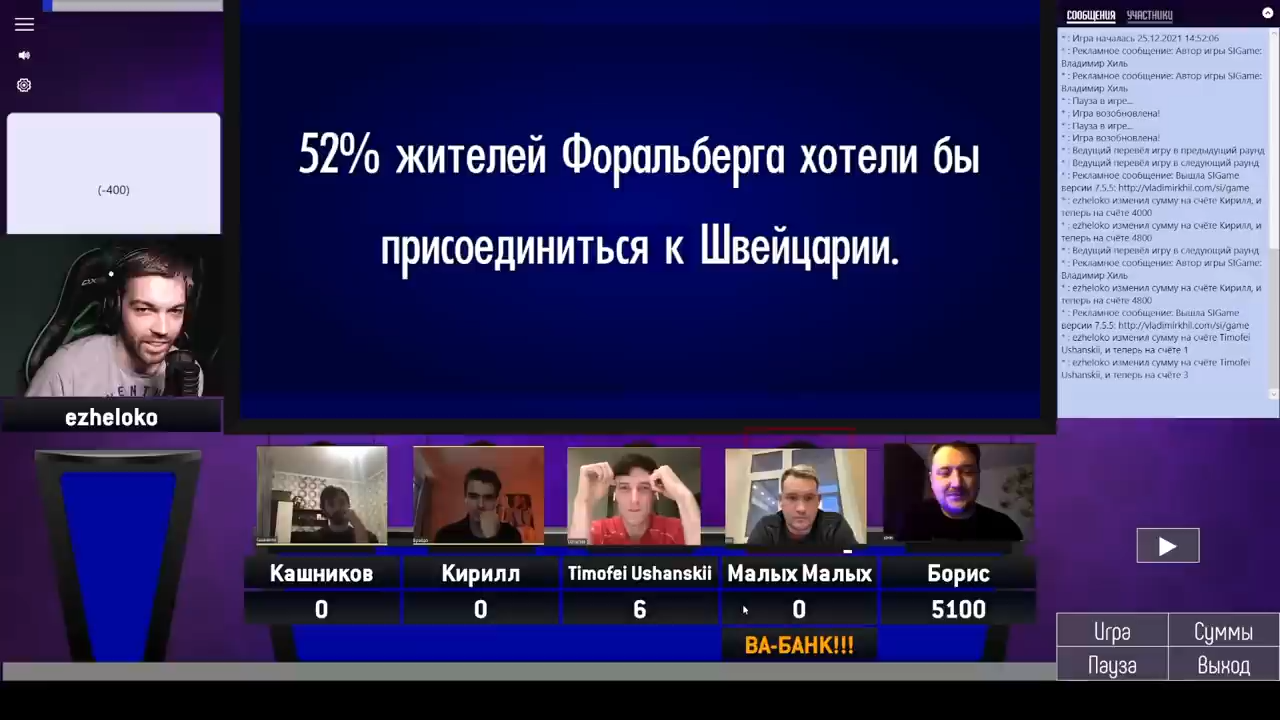 (-400)
ezheloko
52% жителей Форальберга хотели бы
присоединиться к Швейцарии.
СООБЩЕНИЯ УЧАСТНИКИ
* : Игра началась 25.12.2021 14:52:06
* : Рекламное сообщение: Автор игры SIGame:
Владимир Хиль
* : Рекламное сообщение: Автор игры SIGame:
Владимир Хиль
* : Пауза в игре...
* : Игра возобновлена!
* : Пауза в игре...
* : Игра возобновлена!
* : Ведущий перевёл игру в предыдущий раунд
* : Ведущий перевёл игру в следующий раунд
* : Рекламное сообщение: Вышла SIGame
версии 7.5.5: http://vladimirkhil.com/si/game
* : ezheloko изменил сумму на счёте Кирилл, и
теперь на счёте 4000
* : ezheloko изменил сумму на счёте Кирилл, и
теперь на счёте 4800
* : Ведущий перевёл игру в следующий раунд
* : Рекламное сообщение: Автор игры SIGame:
Владимир Хиль
* : ezheloko изменил сумму на счёте Кирилл, и
теперь на счёте 4800
* : Рекламное сообщение: Вышла SIGame
версии 7.5.5: http://vladimirkhil.com/si/game
* : ezheloko изменил сумму на счёте Timofei
Ushanskii, и теперь на счёте 1
* : ezheloko изменил сумму на счёте Timofei
Ushanskii, и теперь на счёте 3
Кашников Кирилл Timofei Ushanskii Малых Малых Борис
0 0 6 0 5100
ВА-БАНК!!!
Игра Суммы
Пауза Выход